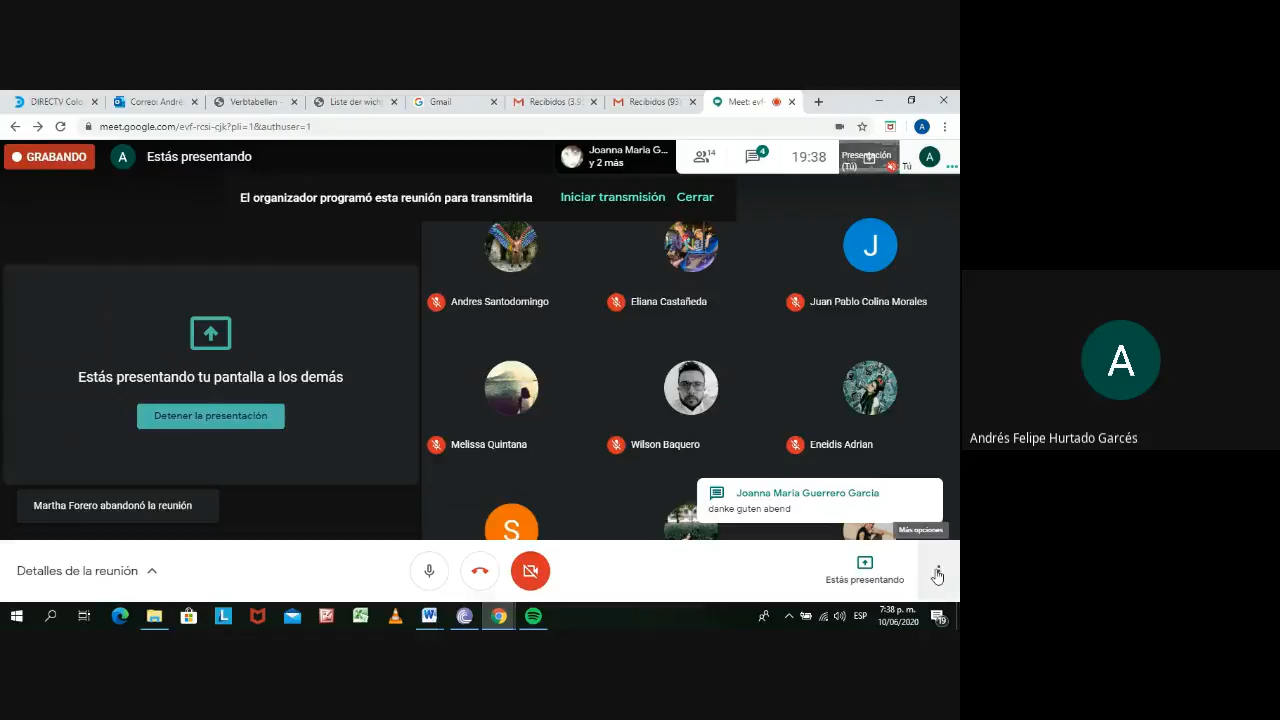 DIRECTV Colo
Correo: Andre
Verbtabellen -
Liste der wich
Gmail
Recibidos (3.9
Recibidos (93)
Meet: evf-
meet.google.com/evf-rcsi-cjk?pli=1&authuser=1
GRABANDO
A
Estás presentando
Joanna Maria G...
y 2 más
14
4
19:38
Presentación
(Tú)
Tú
A
El organizador programó esta reunión para transmitirla
Iniciar transmisión
Cerrar
J
Andres Santodomingo
Eliana Castañeda
Juan Pablo Colina Morales
Estás presentando tu pantalla a los demás
Detener la presentación
A
Andrés Felipe Hurtado Garcés
Melissa Quintana
Wilson Baquero
Eneidis Adrian
Joanna Maria Guerrero Garcia
danke guten abend
Martha Forero abandonó la reunión
S
Más opciones
Detalles de la reunión
Estás presentando
ESP
7:38 p. m.
10/06/2020
19